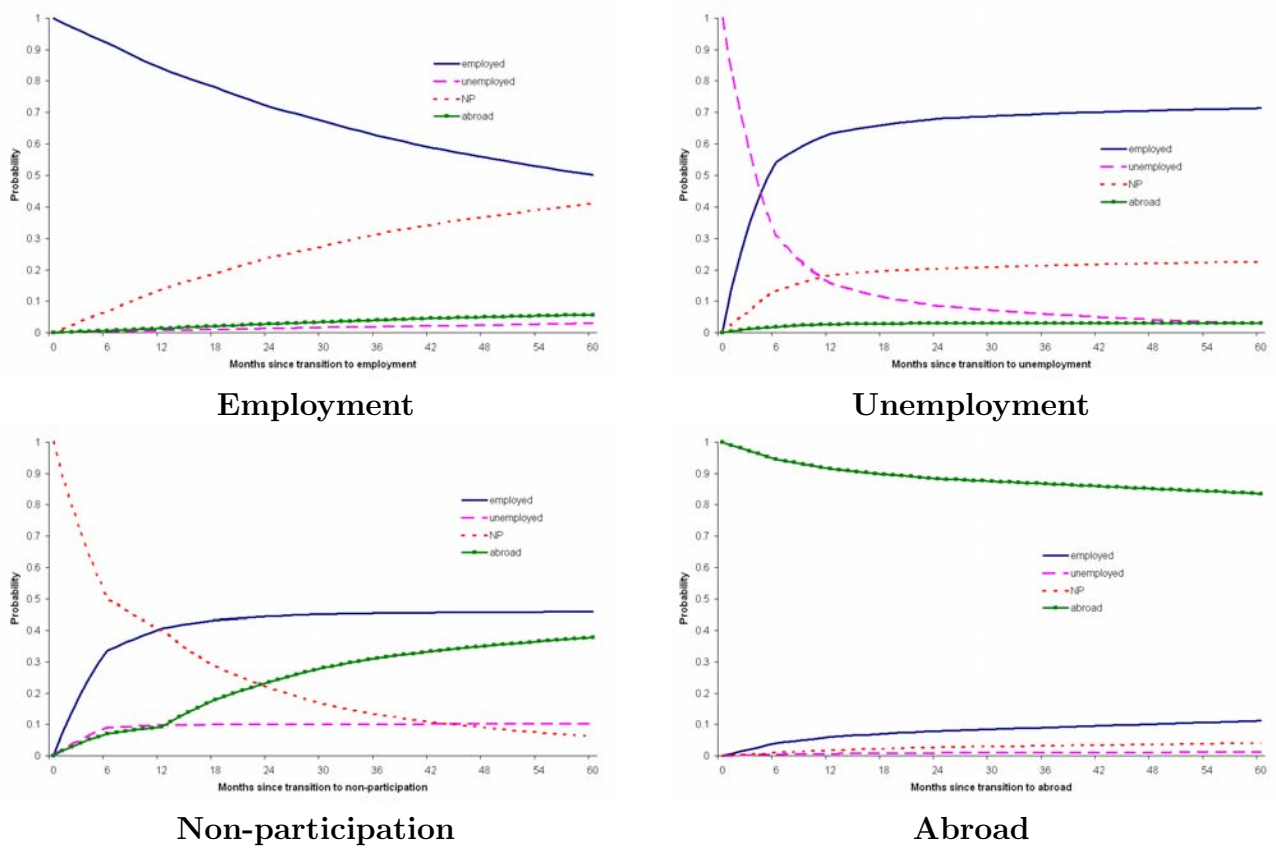 1
0.9
0.8
0.7
0.6
0.5
0.4
0.3
0.2
0.1
0
Probability
employed
unemployed
NP
abroad
0 6 12 18 24 30 36 42 48 54 60
Months since transition to employment
Employment
1
0.9
0.8
0.7
0.6
0.5
0.4
0.3
0.2
0.1
0
Probability
employed
unemployed
NP
abroad
0 6 12 18 24 30 36 42 48 54 60
Months since transition to unemployment
Unemployment
1
0.9
0.8
0.7
0.6
0.5
0.4
0.3
0.2
0.1
0
Probability
employed
unemployed
NP
abroad
0 6 12 18 24 30 36 42 48 54 60
Months since transition to non-participation
Non-participation
1
0.9
0.8
0.7
0.6
0.5
0.4
0.3
0.2
0.1
0
Probability
employed
unemployed
NP
abroad
0 6 12 18 24 30 36 42 48 54 60
Months since transition to abroad
Abroad